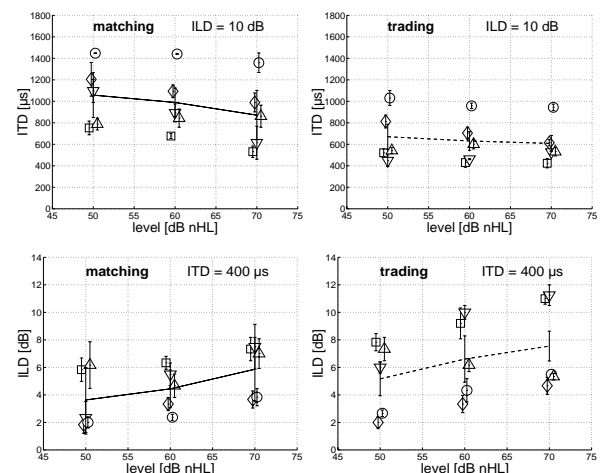 matching ILD = 10 dB
1800
1600
1400
1200
1000
800
600
400
200
0
ITD [µs]
45 50 55 60 65 70 75
level [dB nHL]
trading ILD = 10 dB
1800
1600
1400
1200
1000
800
600
400
200
0
ITD [µs]
45 50 55 60 65 70 75
level [dB nHL]
matching ITD = 400 µs
14
12
10
8
6
4
2
0
ILD [dB]
45 50 55 60 65 70 75
level [dB nHL]
trading ITD = 400 µs
14
12
10
8
6
4
2
0
ILD [dB]
45 50 55 60 65 70 75
level [dB nHL]